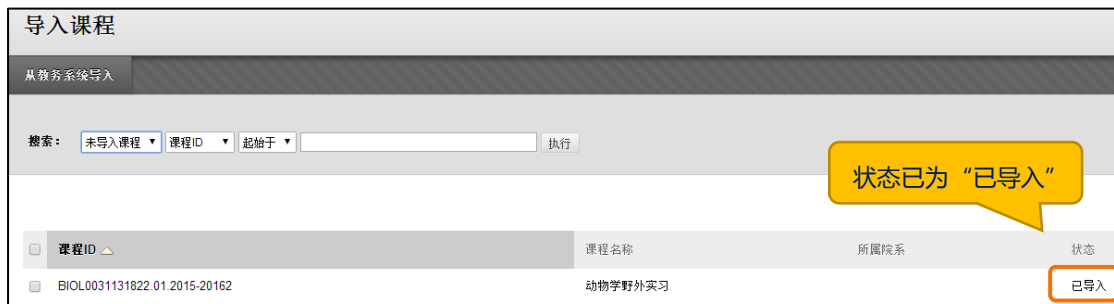 导入课程
从教务系统导入
搜索： 未导入课程 课程ID 起始于 执行
状态已为“已导入”
课程ID 课程名称 所属院系 状态
BIOL0031131822.01.2015-20162 动物学野外实习 已导入